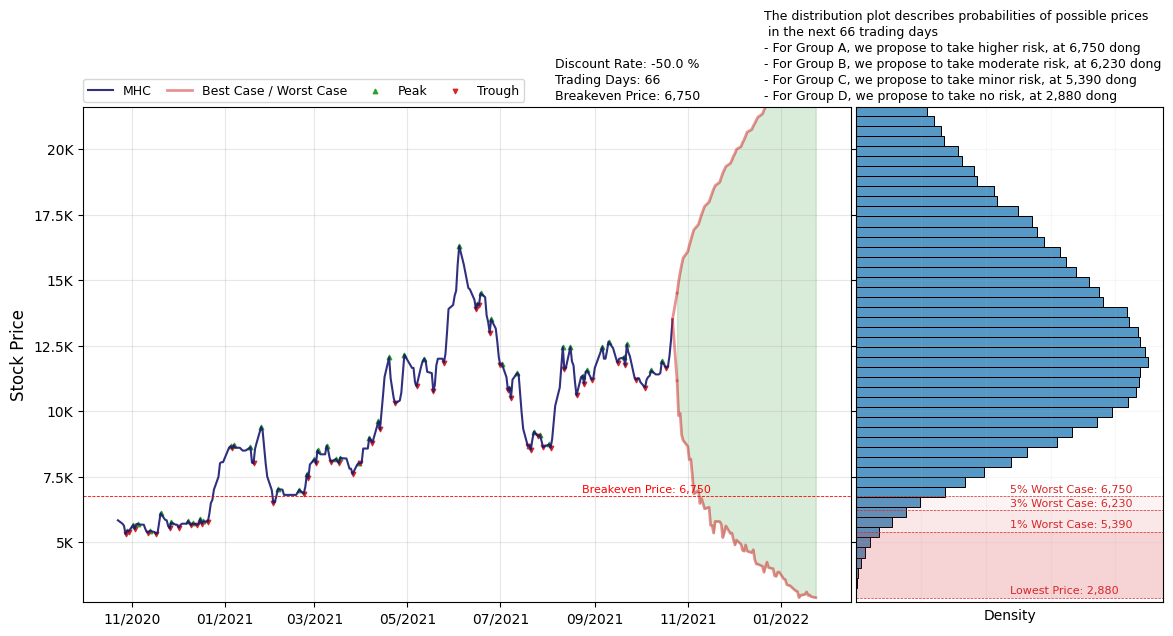 The distribution plot describes probabilities of possible prices
in the next 66 trading days
- For Group A, we propose to take higher risk, at 6,750 dong
- For Group B, we propose to take moderate risk, at 6,230 dong
- For Group C, we propose to take minor risk, at 5,390 dong
- For Group D, we propose to take no risk, at 2,880 dong
Discount Rate: -50.0 %
Trading Days: 66
Breakeven Price: 6,750
MHC
Best Case / Worst Case
Peak
Trough
Stock Price
20K
17.5K
15K
12.5K
10K
7.5K
5K
Breakeven Price: 6,750
11/2020
01/2021
03/2021
05/2021
07/2021
09/2021
11/2021
01/2022
5% Worst Case: 6,750
3% Worst Case: 6,230
1% Worst Case: 5,390
Lowest Price: 2,880
Density